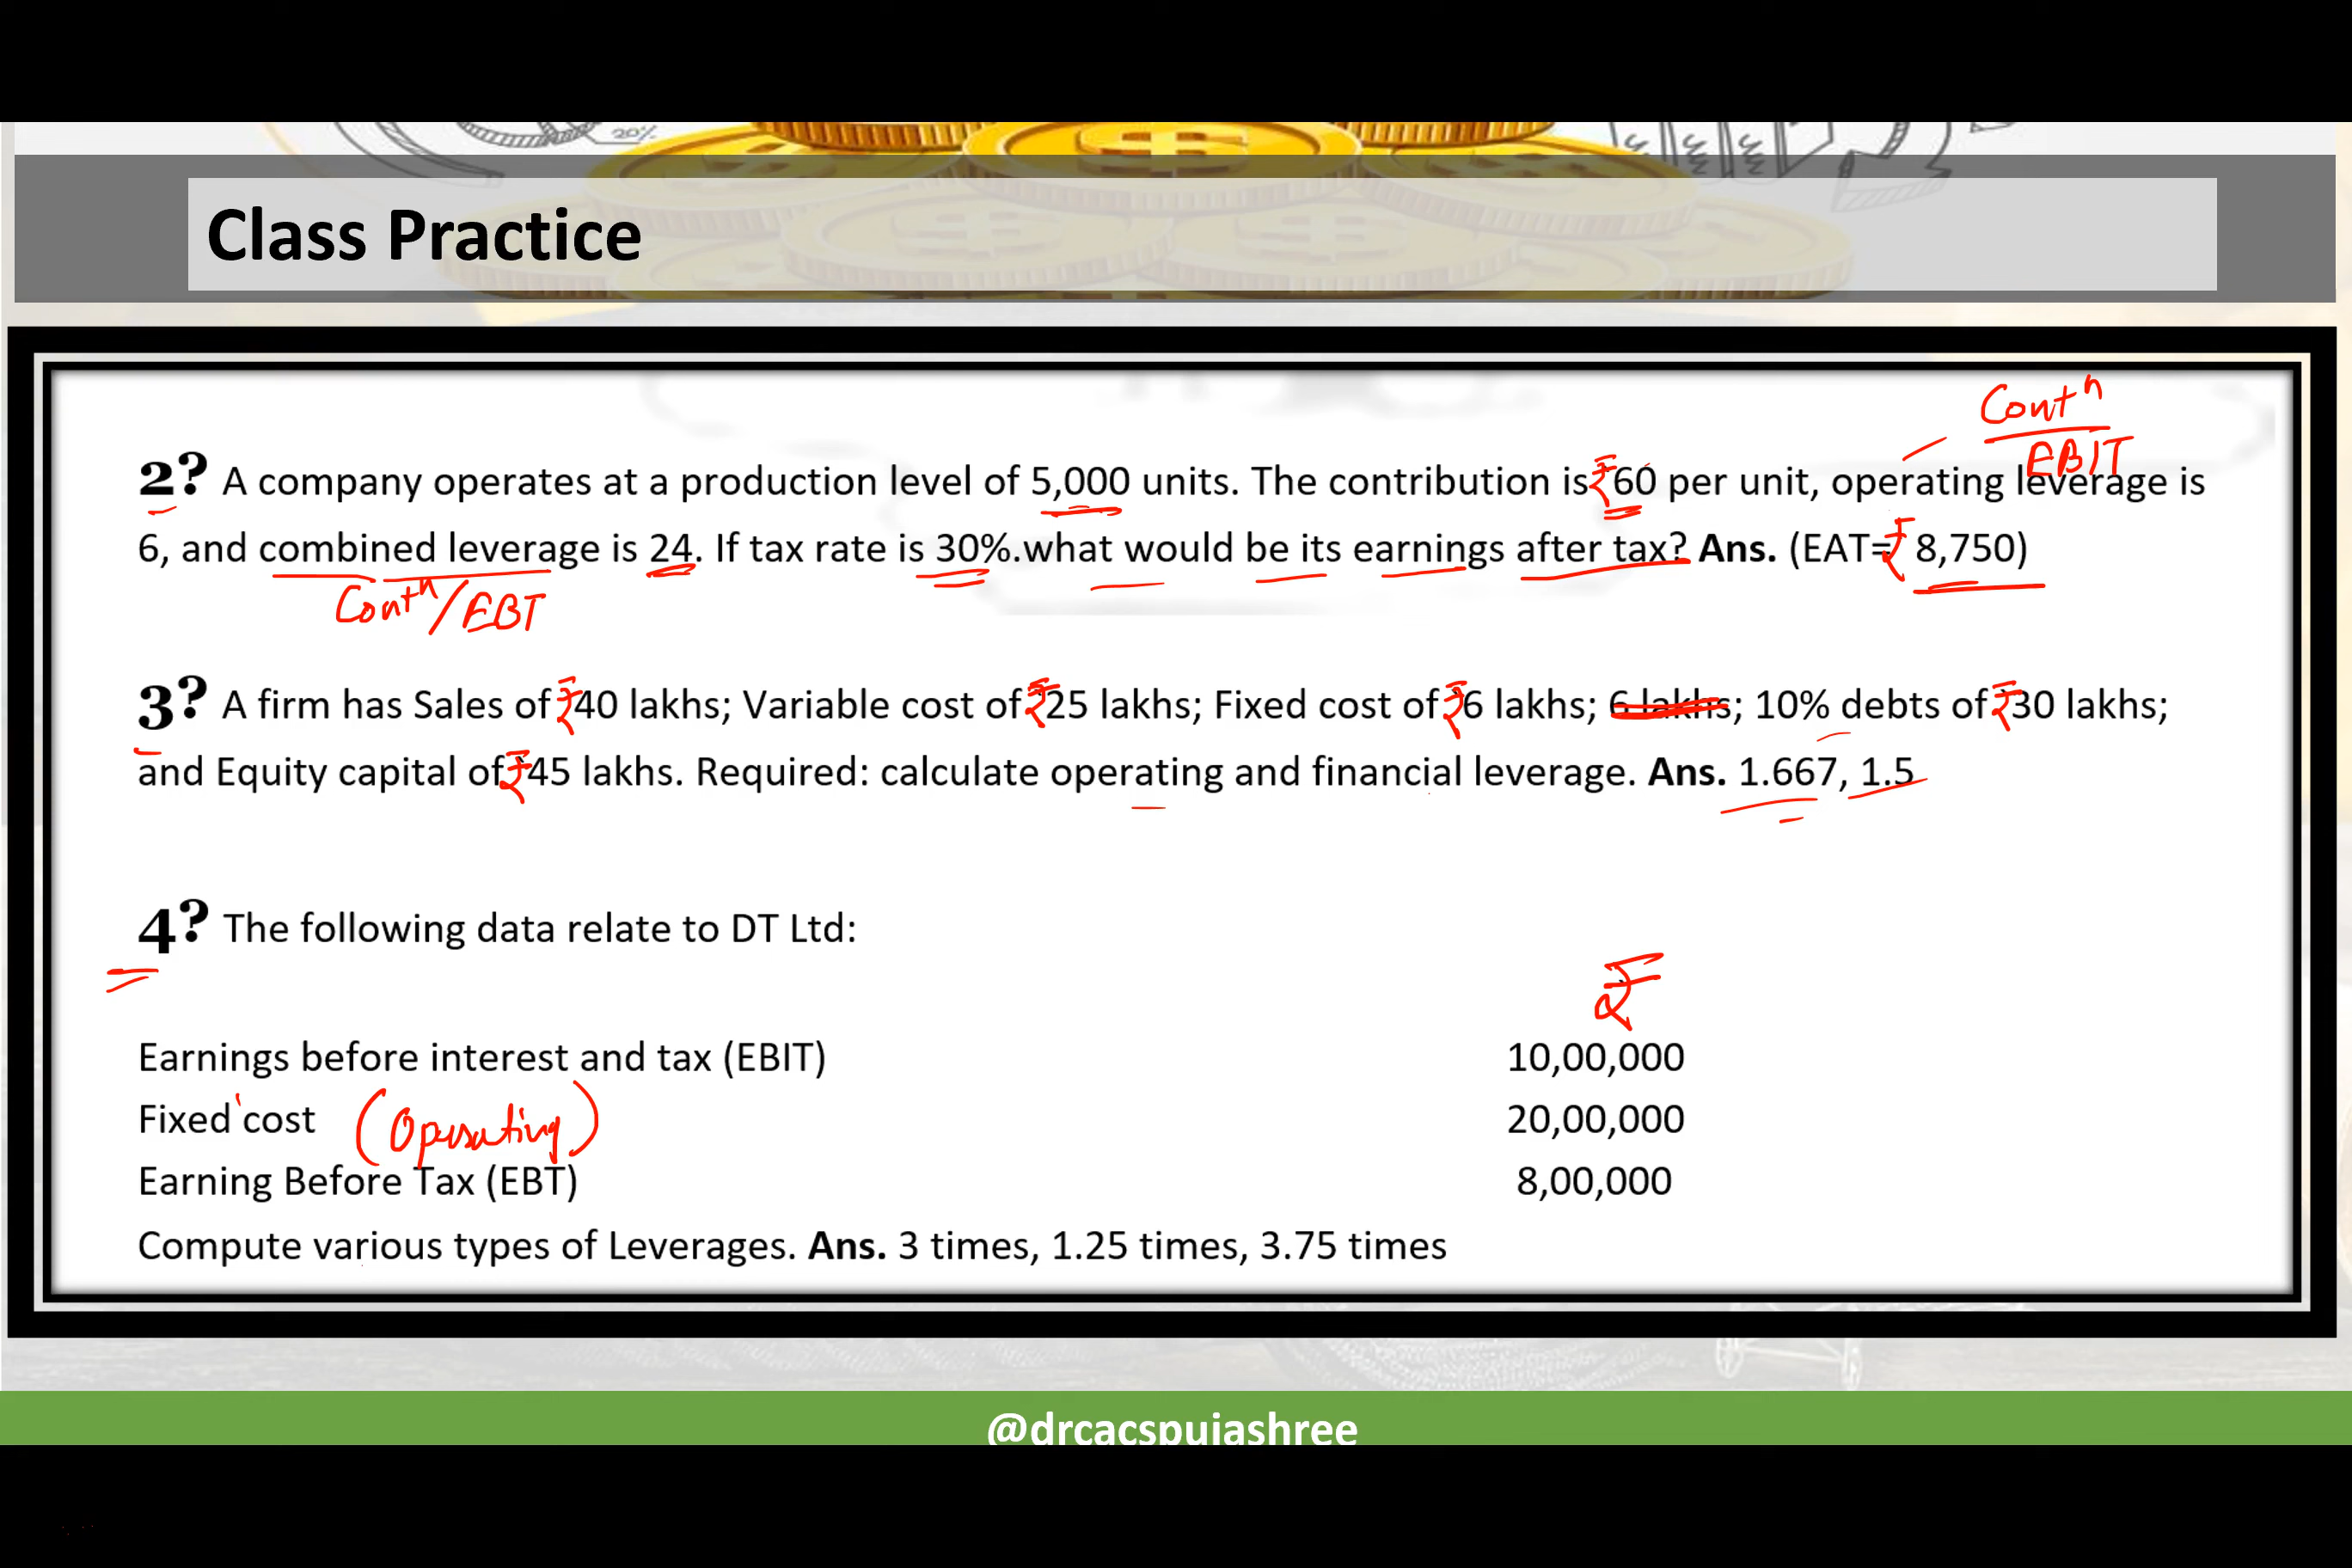 20%
Class Practice
Contⁿ
EBIT
2? A company operates at a production level of 5,000 units. The contribution is ₹60 per unit, operating leverage is
6, and combined leverage is 24. If tax rate is 30%.what would be its earnings after tax? Ans. (EAT=₹ 8,750)
Contⁿ/EBT
3? A firm has Sales of ₹40 lakhs; Variable cost of ₹25 lakhs; Fixed cost of ₹6 lakhs; 6 lakhs; 10% debts of ₹30 lakhs;
and Equity capital of ₹45 lakhs. Required: calculate operating and financial leverage. Ans. 1.667, 1.5
4? The following data relate to DT Ltd:
₹
Earnings before interest and tax (EBIT) 10,00,000
Fixed cost (Operating) 20,00,000
Earning Before Tax (EBT) 8,00,000
Compute various types of Leverages. Ans. 3 times, 1.25 times, 3.75 times
@drcacspujashree